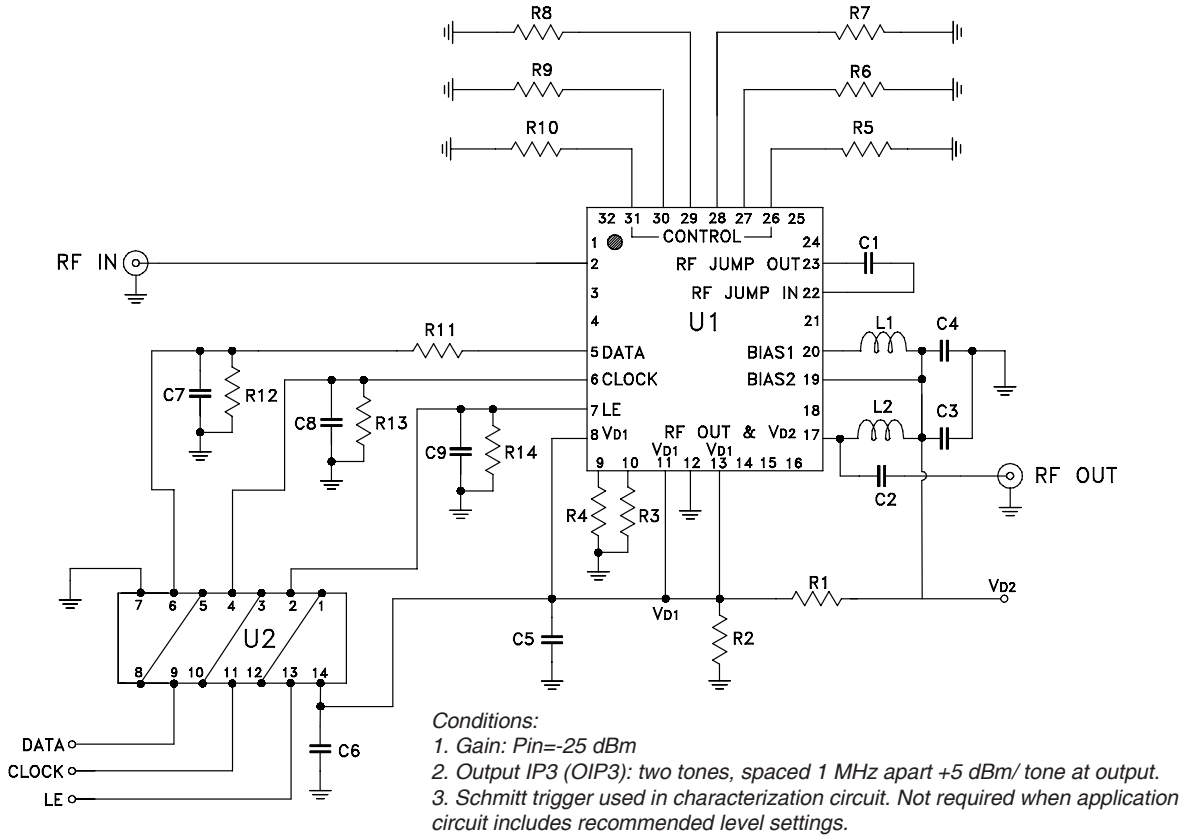 R8
R7
R9
R6
R10
R5
32 31 30 29 28 27 26 25
CONTROL
1
24
RF IN
2
RF JUMP OUT 23
C1
3
RF JUMP IN 22
U1
4
21
L1
C4
R11
5 DATA
BIAS1 20
C7
R12
6 CLOCK
BIAS2 19
C8
R13
7 LE
18
L2
C3
C9
R14
8 VD1
RF OUT & VD2 17
VD1
VD1
9 10 11 12 13 14 15 16
C2
RF OUT
R4
R3
R1
VD2
VD1
7 6 5 4 3 2 1
U2
C5
R2
8 9 10 11 12 13 14
DATA
C6
CLOCK
LE
Conditions:
1. Gain: Pin=-25 dBm
2. Output IP3 (OIP3): two tones, spaced 1 MHz apart +5 dBm/ tone at output.
3. Schmitt trigger used in characterization circuit. Not required when application
circuit includes recommended level settings.